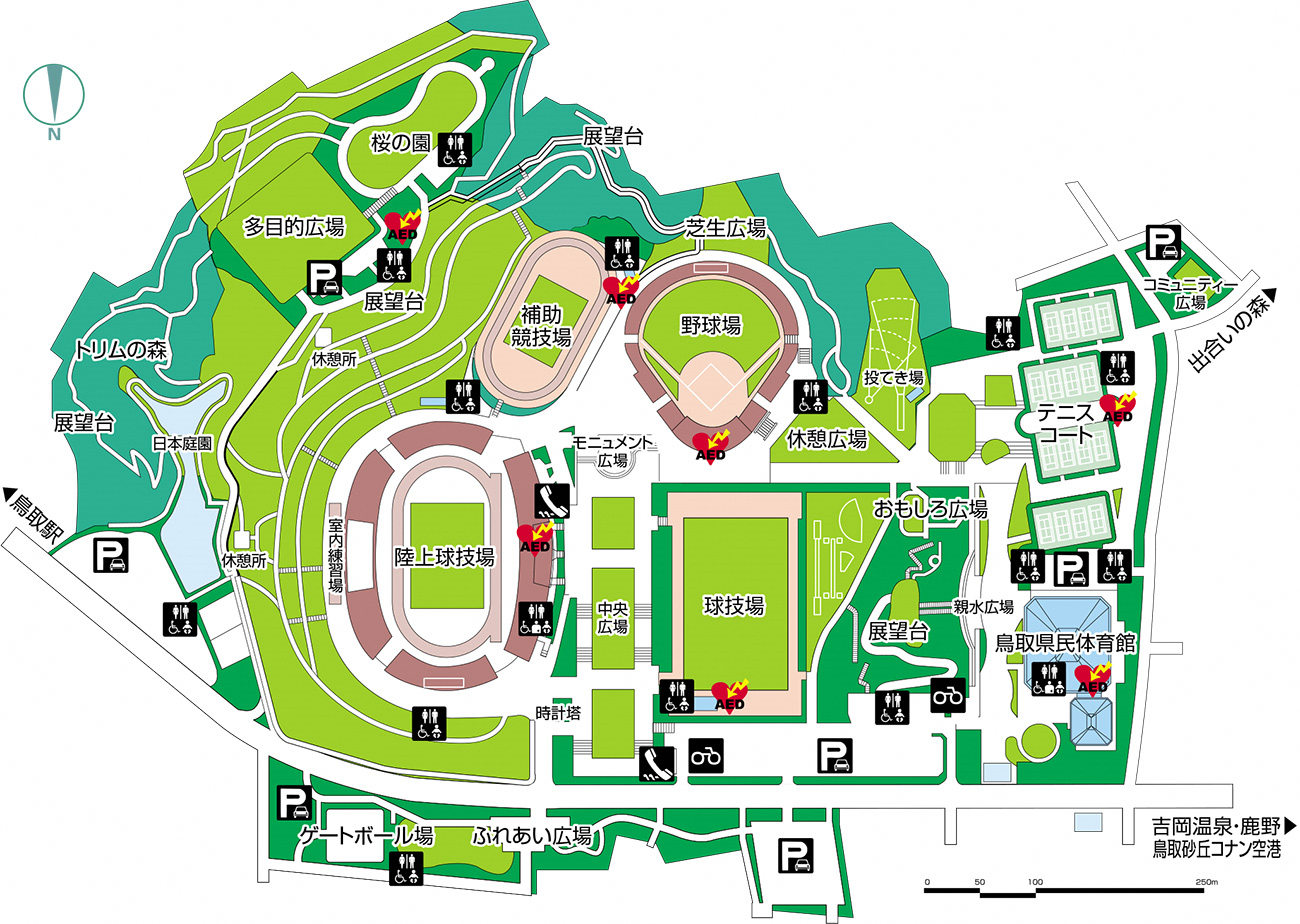 N
桜の園
展望台
多目的広場
AED
芝生広場
P
展望台
AED
P
コミュニティー
広場
出合いの森▶
トリムの森
休憩所
補助
競技場
野球場
投てき場
AED
テニス
コート
展望台
日本庭園
モニュメント
広場
AED
休憩広場
◀鳥取駅
P
休憩所
室内練習場
陸上球技場
AED
中央
広場
球技場
おもしろ広場
P
親水広場
展望台
鳥取県民体育館
AED
AED
時計塔
P
P
ゲートボール場
ふれあい広場
P
吉岡温泉・鹿野▶
鳥取砂丘コナン空港
0 50 100 250m